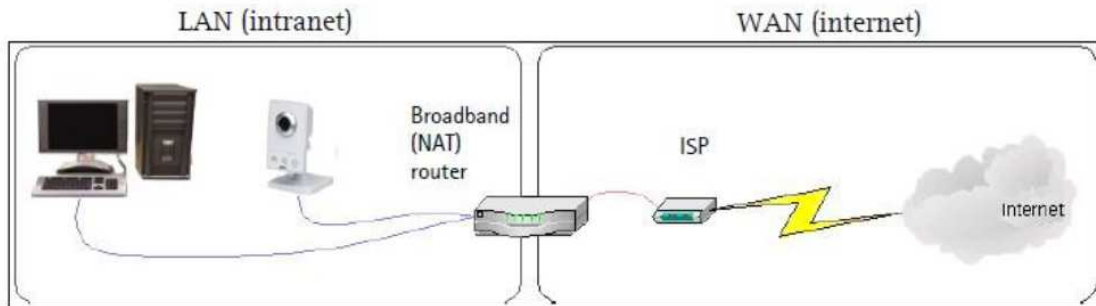 LAN (intranet)
WAN (internet)
Broadband
(NAT)
router
ISP
Internet